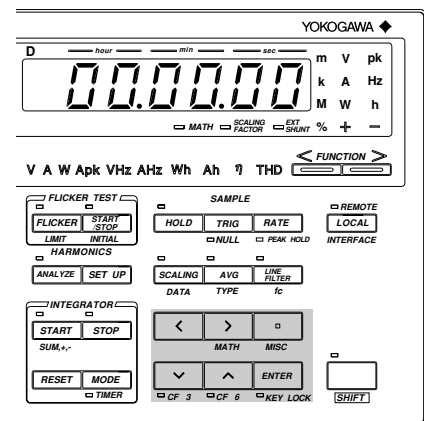 YOKOGAWA
D hour min sec
m V pk
00.00.00
k A Hz
M W h
MATH SCALING FACTOR EXT SHUNT % + −
< FUNCTION >
V A W Apk VHz AHz Wh Ah η THD
FLICKER TEST SAMPLE REMOTE
FLICKER START /STOP HOLD TRIG RATE LOCAL
LIMIT INITIAL NULL PEAK HOLD INTERFACE
HARMONICS
ANALYZE SET UP SCALING AVG LINE FILTER
DATA TYPE fc
INTEGRATOR
START STOP < > ▫
SUM,+,- MATH MISC
RESET MODE ∨ ∧ ENTER
TIMER CF 3 CF 6 KEY LOCK SHIFT